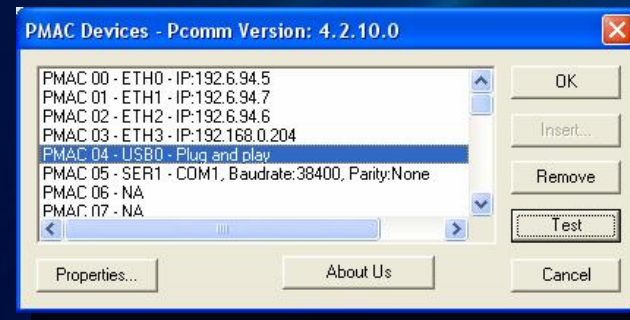 PMAC Devices - Pcomm Version: 4.2.10.0
PMAC 00 - ETH0 - IP:192.6.94.5
PMAC 01 - ETH1 - IP:192.6.94.7
PMAC 02 - ETH2 - IP:192.6.94.6
PMAC 03 - ETH3 - IP:192.168.0.204
PMAC 04 - USB0 - Plug and play
PMAC 05 - SER1 - COM1, Baudrate:38400, Parity:None
PMAC 06 - NA
PMAC 07 - NA
OK
Insert...
Remove
Test
Properties...
About Us
Cancel